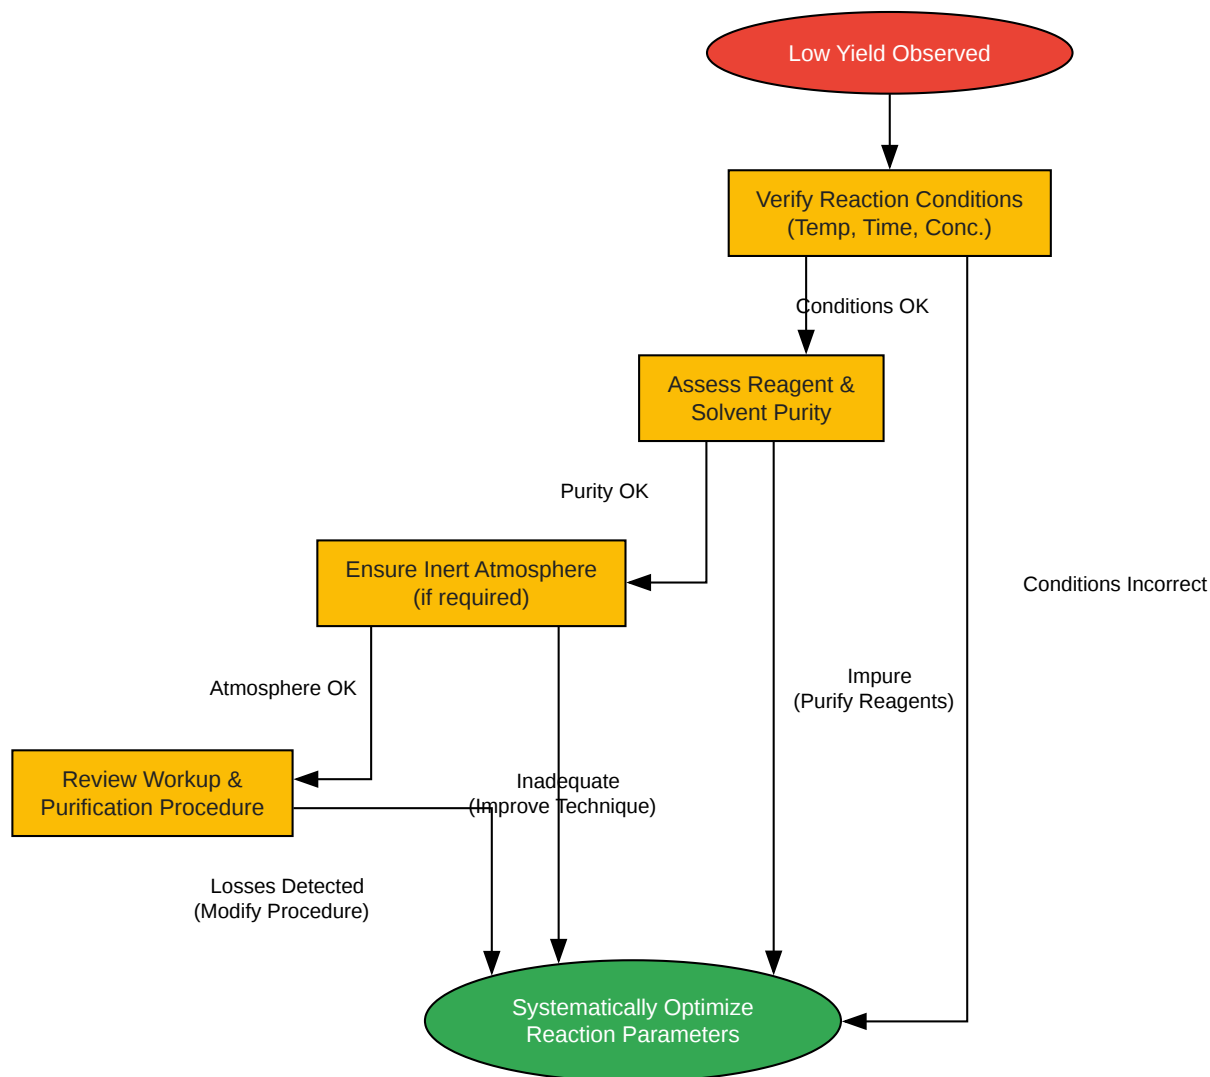 Low Yield Observed
Verify Reaction Conditions
(Temp, Time, Conc.)
Conditions OK
Assess Reagent &
Solvent Purity
Purity OK
Ensure Inert Atmosphere
(if required)
Conditions Incorrect
Impure
(Purify Reagents)
Atmosphere OK
Review Workup &
Purification Procedure
Inadequate
(Improve Technique)
Losses Detected
(Modify Procedure)
Systematically Optimize
Reaction Parameters